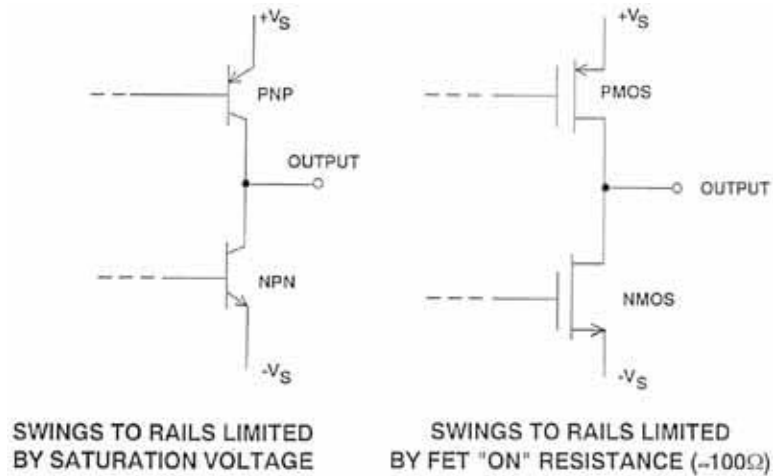 +VS
PNP
OUTPUT
NPN
-VS
SWINGS TO RAILS LIMITED
BY SATURATION VOLTAGE
+VS
PMOS
OUTPUT
NMOS
-VS
SWINGS TO RAILS LIMITED
BY FET "ON" RESISTANCE (~100Ω)